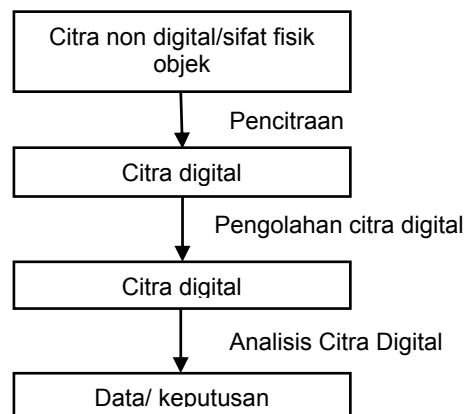 Citra non digital/sifat fisik
objek
Pencitraan
Citra digital
Pengolahan citra digital
Citra digital
Analisis Citra Digital
Data/ keputusan